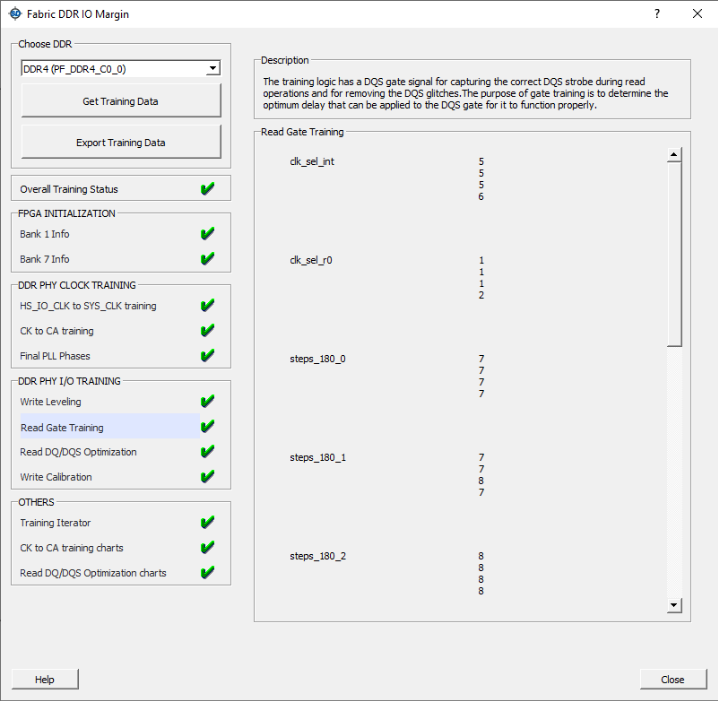 Fabric DDR IO Margin
Choose DDR
DDR4 (PF_DDR4_C0_0)
Get Training Data
Export Training Data
Overall Training Status
FPGA INITIALIZATION
Bank 1 Info
Bank 7 Info
DDR PHY CLOCK TRAINING
HS_IO_CLK to SYS_CLK training
CK to CA training
Final PLL Phases
DDR PHY I/O TRAINING
Write Leveling
Read Gate Training
Read DQ/DQS Optimization
Write Calibration
OTHERS
Training Iterator
CK to CA training charts
Read DQ/DQS Optimization charts
Description
The training logic has a DQS gate signal for capturing the correct DQS strobe during read
operations and for removing the DQS glitches.The purpose of gate training is to determine the
optimum delay that can be applied to the DQS gate for it to function properly.
Read Gate Training
clk_sel_int 5
5
5
6
clk_sel_r0 1
1
1
2
steps_180_0 7
7
7
7
steps_180_1 7
7
8
7
steps_180_2 8
8
8
8
Help
Close